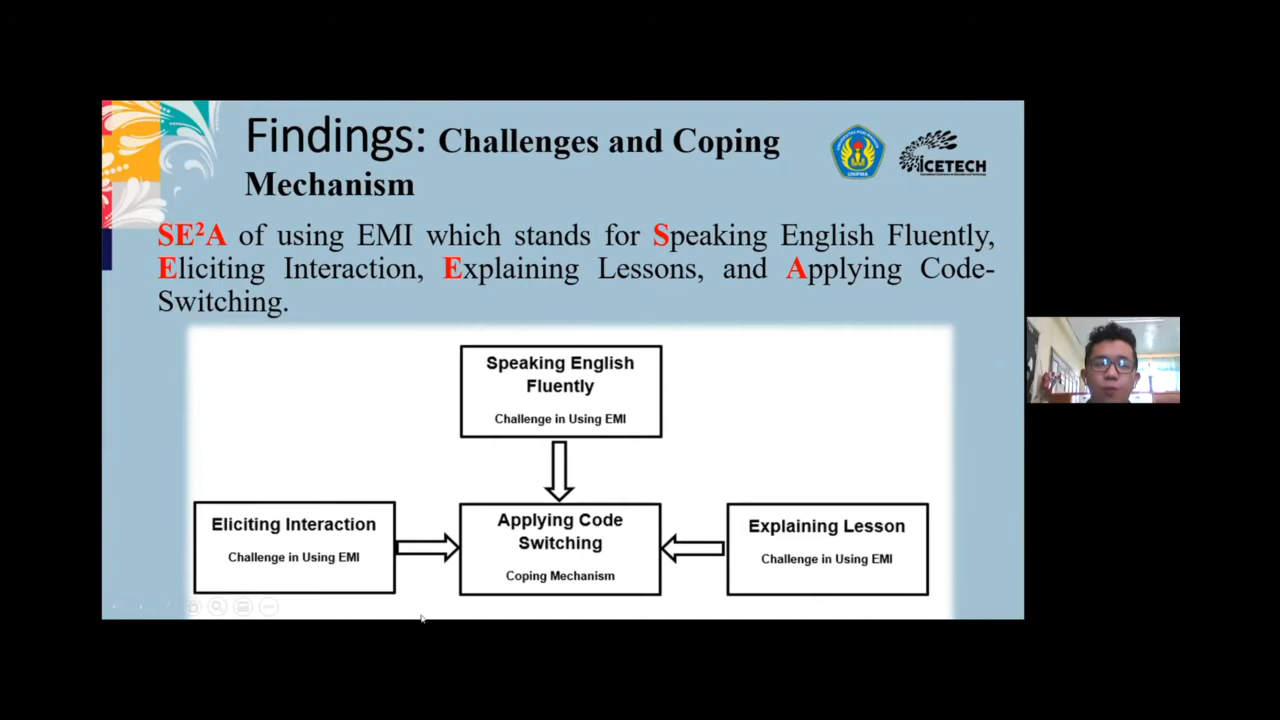 Findings: Challenges and Coping
Mechanism
UNIPMA
ICETECH
SE²A of using EMI which stands for Speaking English Fluently,
Eliciting Interaction, Explaining Lessons, and Applying Code-
Switching.
Speaking English
Fluently
Challenge in Using EMI
Eliciting Interaction
Challenge in Using EMI
Applying Code
Switching
Coping Mechanism
Explaining Lesson
Challenge in Using EMI